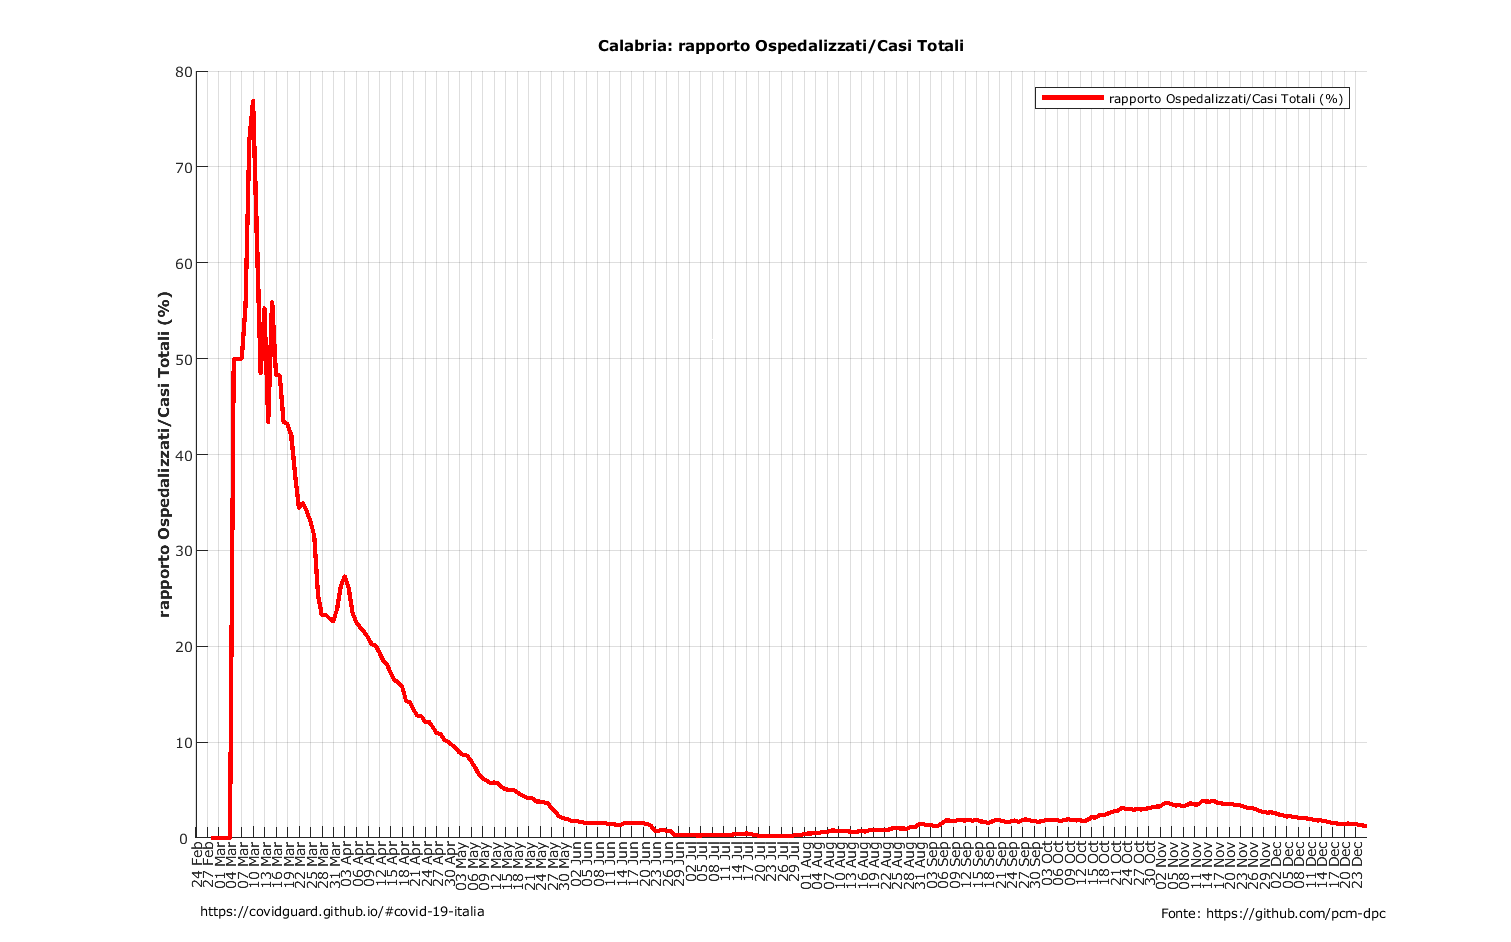 Calabria: rapporto Ospedalizzati/Casi Totali
rapporto Ospedalizzati/Casi Totali (%)
rapporto Ospedalizzati/Casi Totali (%)
80
70
60
50
40
30
20
10
0
24 Feb
27 Feb
01 Mar
04 Mar
07 Mar
10 Mar
13 Mar
16 Mar
19 Mar
22 Mar
25 Mar
28 Mar
31 Mar
03 Apr
06 Apr
09 Apr
12 Apr
15 Apr
18 Apr
21 Apr
24 Apr
27 Apr
30 Apr
03 May
06 May
09 May
12 May
15 May
18 May
21 May
24 May
27 May
30 May
02 Jun
05 Jun
08 Jun
11 Jun
14 Jun
17 Jun
20 Jun
23 Jun
26 Jun
29 Jun
02 Jul
05 Jul
08 Jul
11 Jul
14 Jul
17 Jul
20 Jul
23 Jul
26 Jul
29 Jul
01 Aug
04 Aug
07 Aug
10 Aug
13 Aug
16 Aug
19 Aug
22 Aug
25 Aug
28 Aug
31 Aug
03 Sep
06 Sep
09 Sep
12 Sep
15 Sep
18 Sep
21 Sep
24 Sep
27 Sep
30 Sep
03 Oct
06 Oct
09 Oct
12 Oct
15 Oct
18 Oct
21 Oct
24 Oct
27 Oct
30 Oct
02 Nov
05 Nov
08 Nov
11 Nov
14 Nov
17 Nov
20 Nov
23 Nov
26 Nov
29 Nov
02 Dec
05 Dec
08 Dec
11 Dec
14 Dec
17 Dec
20 Dec
23 Dec
https://covidguard.github.io/#covid-19-italia
Fonte: https://github.com/pcm-dpc